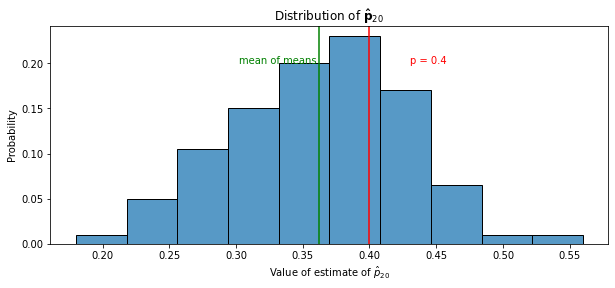 Distribution of p̂₂₀
mean of means
p = 0.4
Probability
0.20
0.15
0.10
0.05
0.00
0.20
0.25
0.30
0.35
0.40
0.45
0.50
0.55
Value of estimate of p̂₂₀